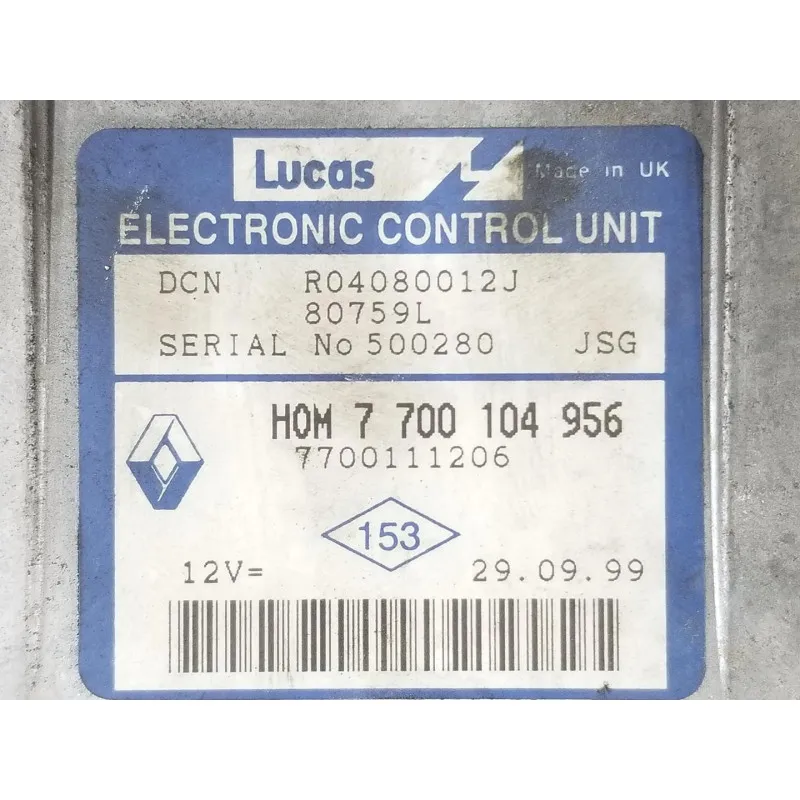 Lucas Made in UK
ELECTRONIC CONTROL UNIT
DCN R04080012J
80759L
SERIAL No 500280 JSG
HOM 7 700 104 956
7700111206
153
12V= 29.09.99